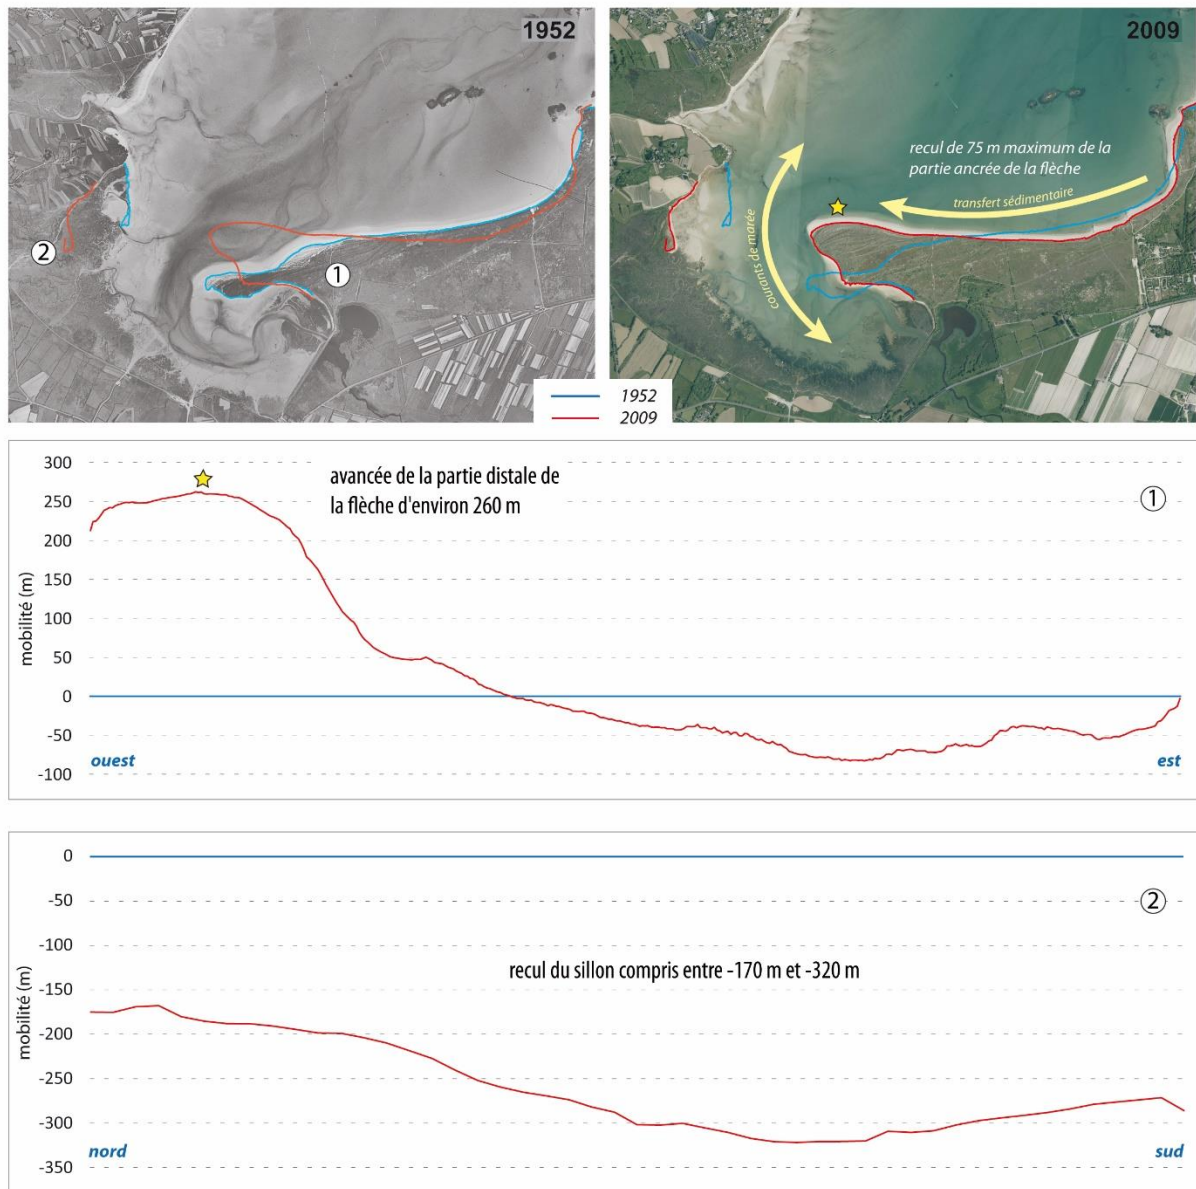 1952
2009
recul de 75 m maximum de la
partie ancrée de la flèche
transfert sédimentaire
courants de marée
1
2
1952
2009
300
250
200
150
100
50
0
-50
-100
mobilité (m)
avancée de la partie distale de
la flèche d'environ 260 m
1
ouest
est
0
-50
-100
-150
-200
-250
-300
-350
mobilité (m)
2
recul du sillon compris entre -170 m et -320 m
nord
sud